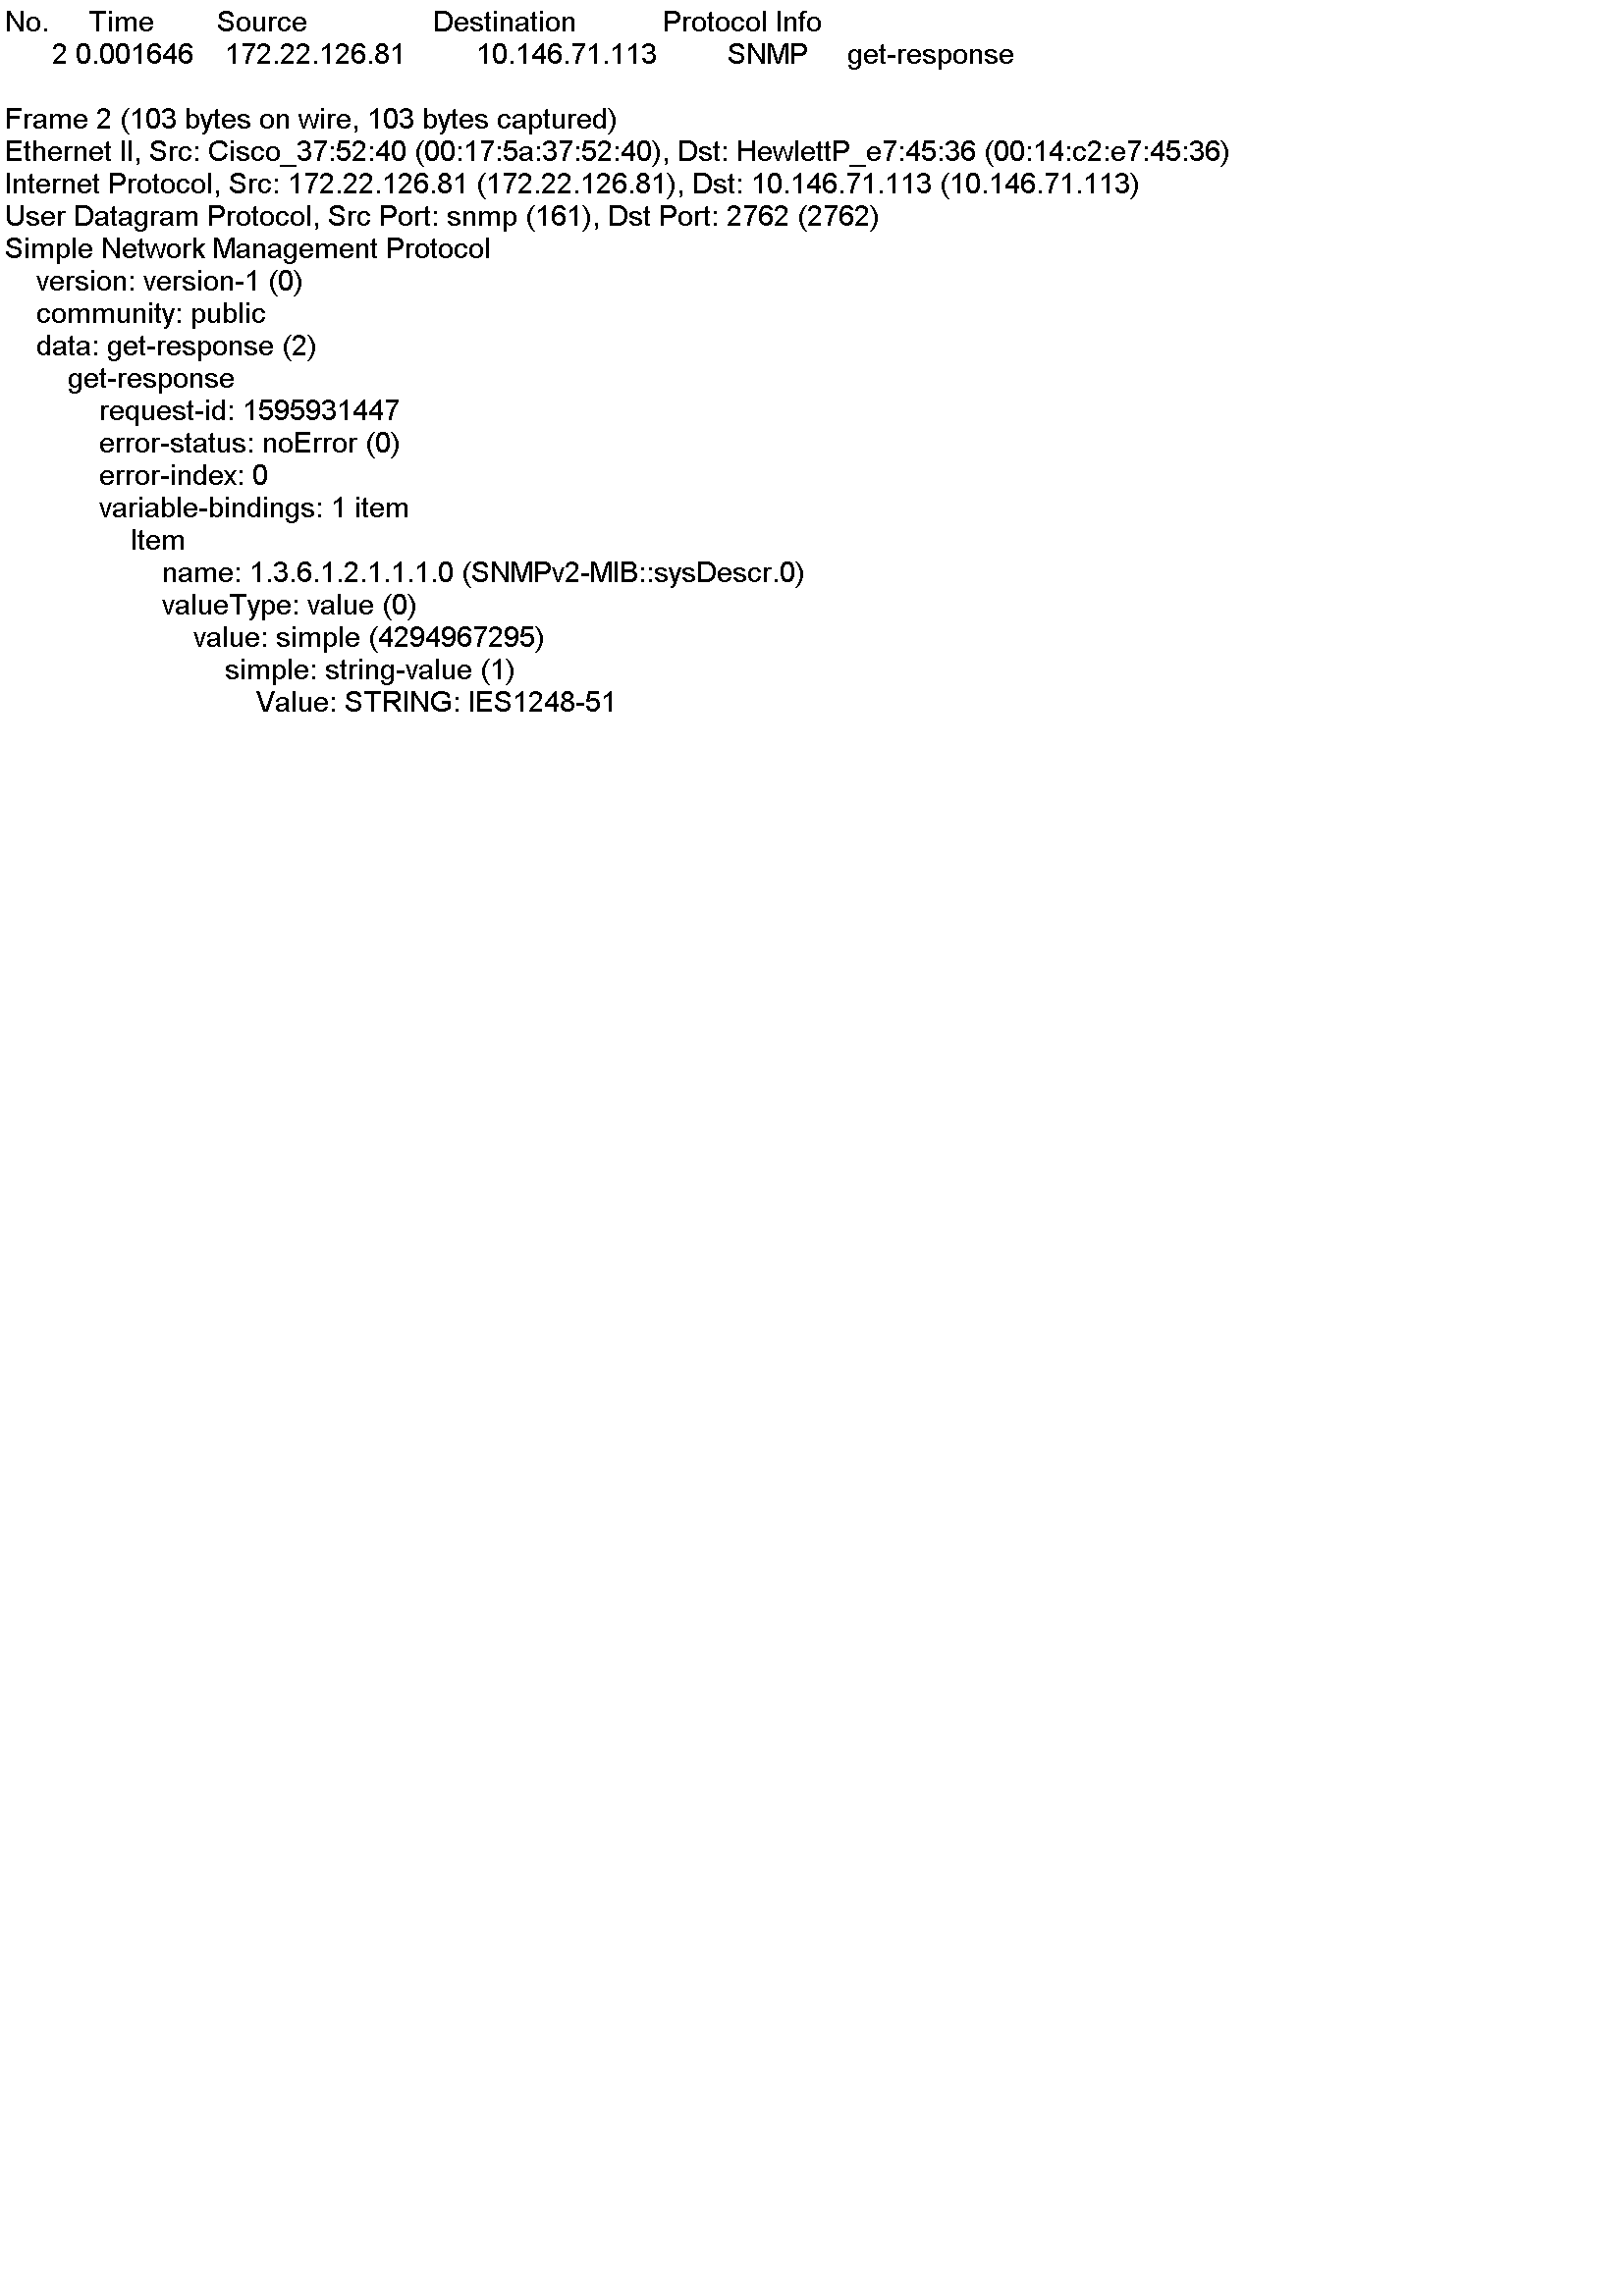 No. Time Source Destination Protocol Info
2 0.001646 172.22.126.81 10.146.71.113 SNMP get-response
Frame 2 (103 bytes on wire, 103 bytes captured)
Ethernet II, Src: Cisco_37:52:40 (00:17:5a:37:52:40), Dst: HewlettP_e7:45:36 (00:14:c2:e7:45:36)
Internet Protocol, Src: 172.22.126.81 (172.22.126.81), Dst: 10.146.71.113 (10.146.71.113)
User Datagram Protocol, Src Port: snmp (161), Dst Port: 2762 (2762)
Simple Network Management Protocol
version: version-1 (0)
community: public
data: get-response (2)
get-response
request-id: 1595931447
error-status: noError (0)
error-index: 0
variable-bindings: 1 item
Item
name: 1.3.6.1.2.1.1.1.0 (SNMPv2-MIB::sysDescr.0)
valueType: value (0)
value: simple (4294967295)
simple: string-value (1)
Value: STRING: IES1248-51